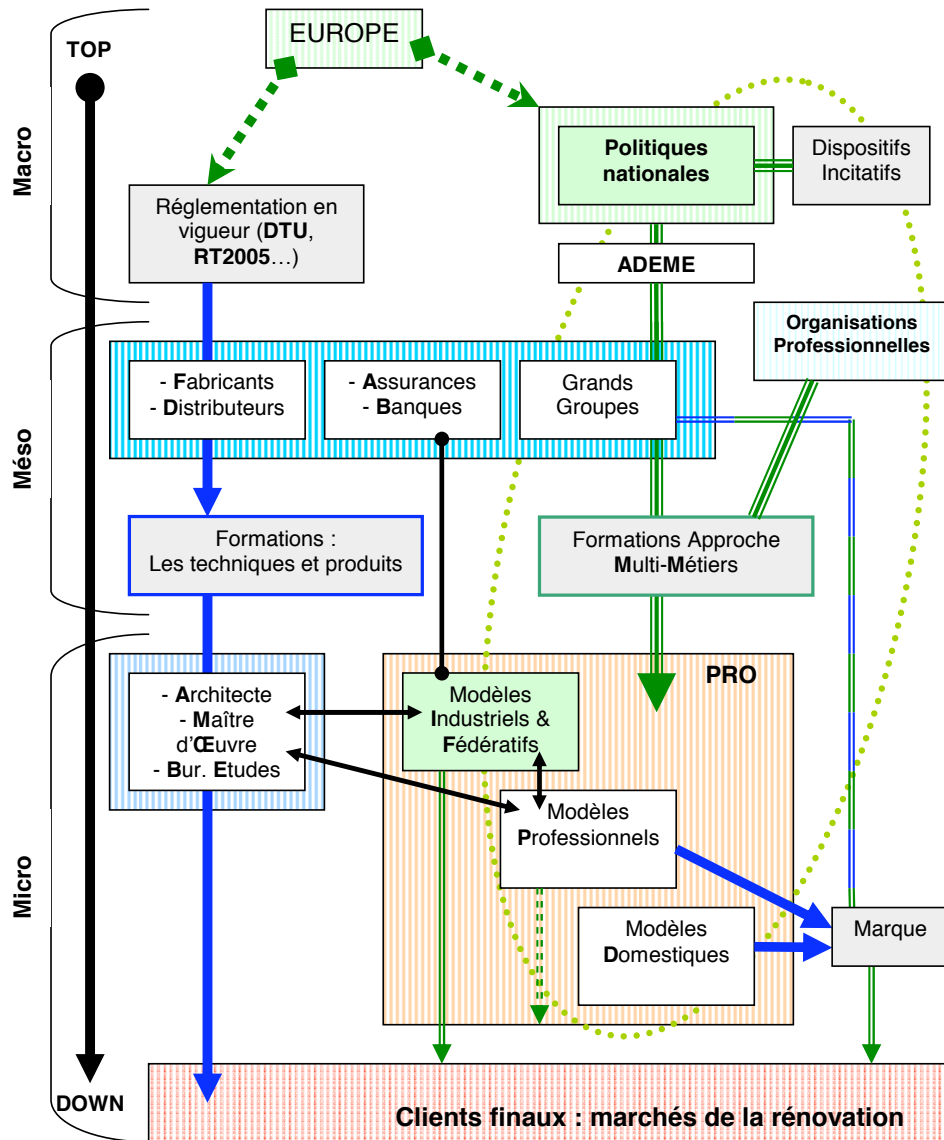 EUROPE
TOP
Macro
Politiques
nationales
Dispositifs
Incitatifs
Réglementation en
vigueur (DTU,
RT2005…)
ADEME
Organisations
Professionnelles
Méso
- Fabricants
- Distributeurs
- Assurances
- Banques
Grands
Groupes
Formations :
Les techniques et produits
Formations Approche
Multi-Métiers
Micro
- Architecte
- Maître
d'Œuvre
- Bur. Etudes
Modèles
Industriels &
Fédératifs
PRO
Modèles
Professionnels
Modèles
Domestiques
Marque
DOWN
Clients finaux : marchés de la rénovation